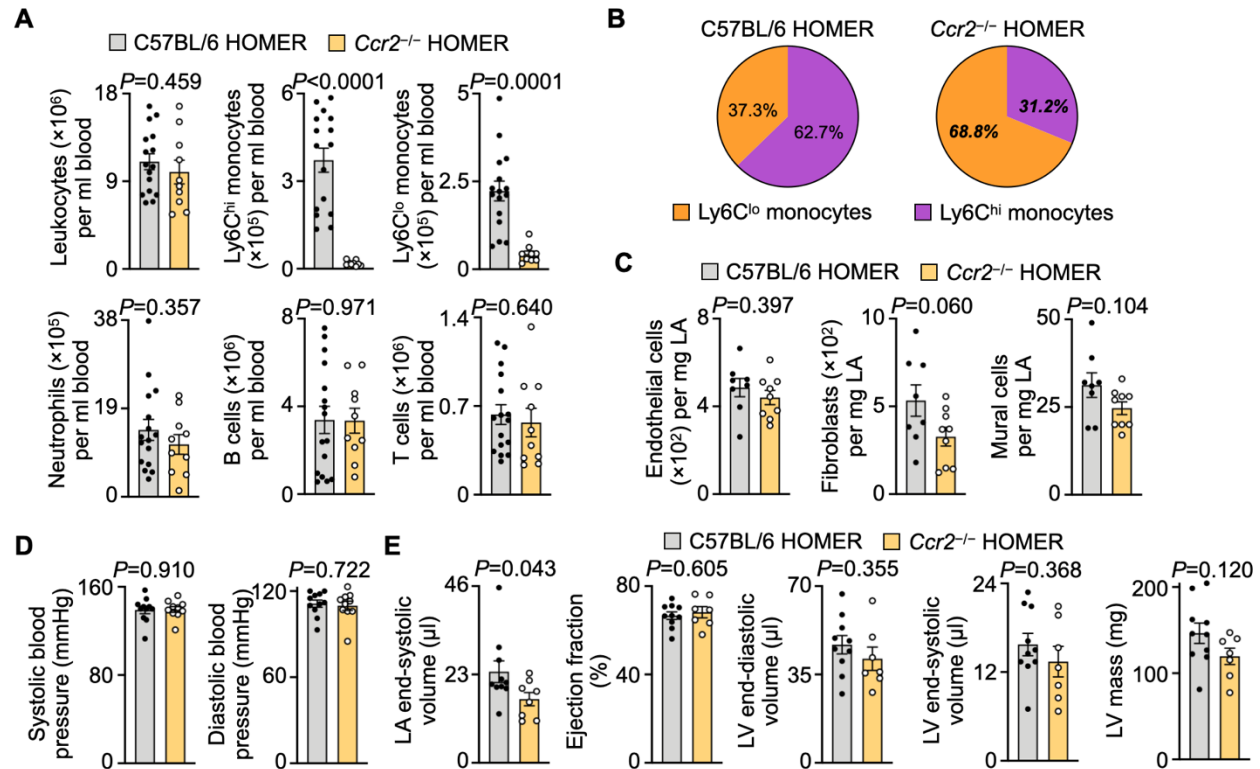 A
C57BL/6 HOMER
Ccr2–/– HOMER
Leukocytes (×10⁶)
per ml blood
P=0.459
18
9
0
Ly6Cʰⁱ monocytes
(×10⁵) per ml blood
P<0.0001
6
3
0
Ly6Cˡᵒ monocytes
(×10⁵) per ml blood
P=0.0001
5
2.5
0
Neutrophils (×10⁵)
per ml blood
P=0.357
38
19
0
B cells (×10⁶)
per ml blood
P=0.971
8
4
0
T cells (×10⁶)
per ml blood
P=0.640
1.4
0.7
0
B
C57BL/6 HOMER
Ccr2–/– HOMER
37.3%
62.7%
31.2%
68.8%
Ly6Cˡᵒ monocytes
Ly6Cʰⁱ monocytes
C
C57BL/6 HOMER
Ccr2–/– HOMER
Endothelial cells
(×10²) per mg LA
P=0.397
8
4
0
Fibroblasts (×10²)
per mg LA
P=0.060
10
5
0
Mural cells
per mg LA
P=0.104
50
25
0
D
Systolic blood
pressure (mmHg)
P=0.910
160
80
0
Diastolic blood
pressure (mmHg)
P=0.722
120
60
0
E
C57BL/6 HOMER
Ccr2–/– HOMER
LA end-systolic
volume (µl)
P=0.043
46
23
0
Ejection fraction
(%)
P=0.605
80
40
0
LV end-diastolic
volume (µl)
P=0.355
70
35
0
LV end-systolic
volume (µl)
P=0.368
24
12
0
LV mass (mg)
P=0.120
200
100
0